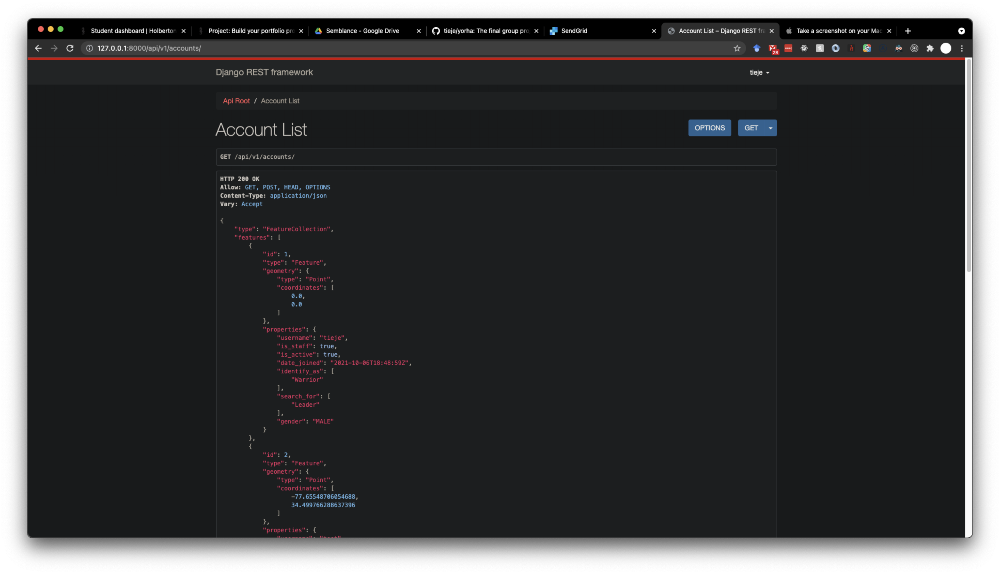 Student dashboard | Holberton
Project: Build your portfolio pro
Semblance - Google Drive
tieje/yorha: The final group pro
SendGrid
Account List – Django REST fra
Take a screenshot on your Mac
127.0.0.1:8000/api/v1/accounts/
28
Django REST framework
tieje
Api Root / Account List
Account List
OPTIONS
GET
GET /api/v1/accounts/
HTTP 200 OK
Allow: GET, POST, HEAD, OPTIONS
Content-Type: application/json
Vary: Accept
{
"type": "FeatureCollection",
"features": [
{
"id": 1,
"type": "Feature",
"geometry": {
"type": "Point",
"coordinates": [
0.0,
0.0
]
},
"properties": {
"username": "tieje",
"is_staff": true,
"is_active": true,
"date_joined": "2021-10-06T18:48:59Z",
"identify_as": [
"Warrior"
],
"search_for": [
"Leader"
],
"gender": "MALE"
}
},
{
"id": 2,
"type": "Feature",
"geometry": {
"type": "Point",
"coordinates": [
-77.65548706054688,
34.499766288637396
]
},
"properties": {